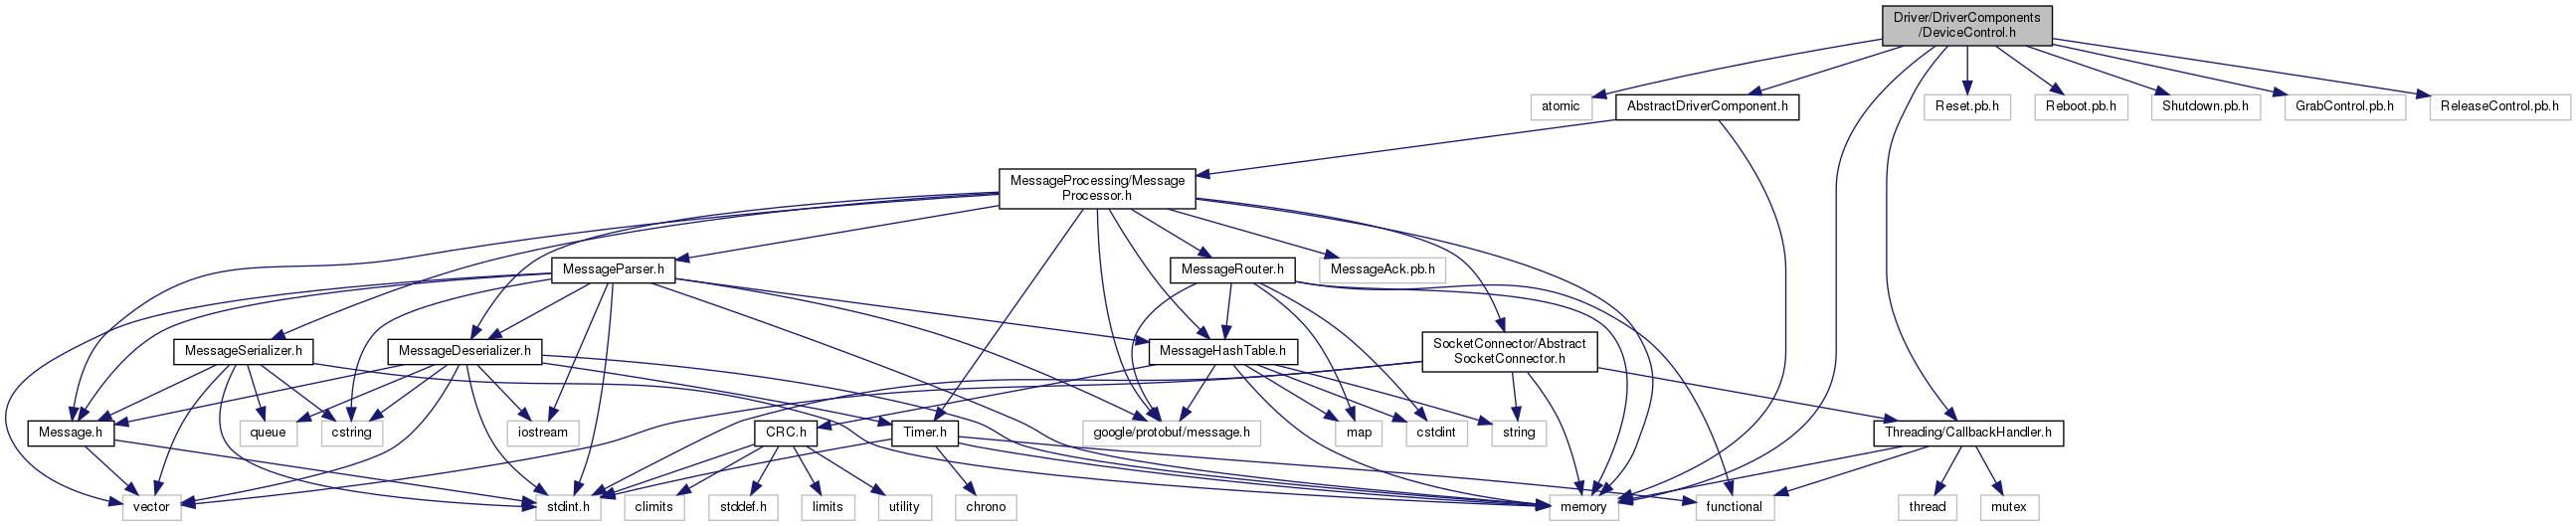 Driver/DriverComponents
/DeviceControl.h
atomic
AbstractDriverComponent.h
Reset.pb.h
Reboot.pb.h
Shutdown.pb.h
GrabControl.pb.h
ReleaseControl.pb.h
MessageProcessing/Message
Processor.h
MessageParser.h
MessageRouter.h
MessageAck.pb.h
MessageSerializer.h
MessageDeserializer.h
MessageHashTable.h
SocketConnector/Abstract
SocketConnector.h
Message.h
queue
cstring
iostream
CRC.h
Timer.h
google/protobuf/message.h
map
cstdint
string
Threading/CallbackHandler.h
vector
stdint.h
climits
stddef.h
limits
utility
chrono
memory
functional
thread
mutex